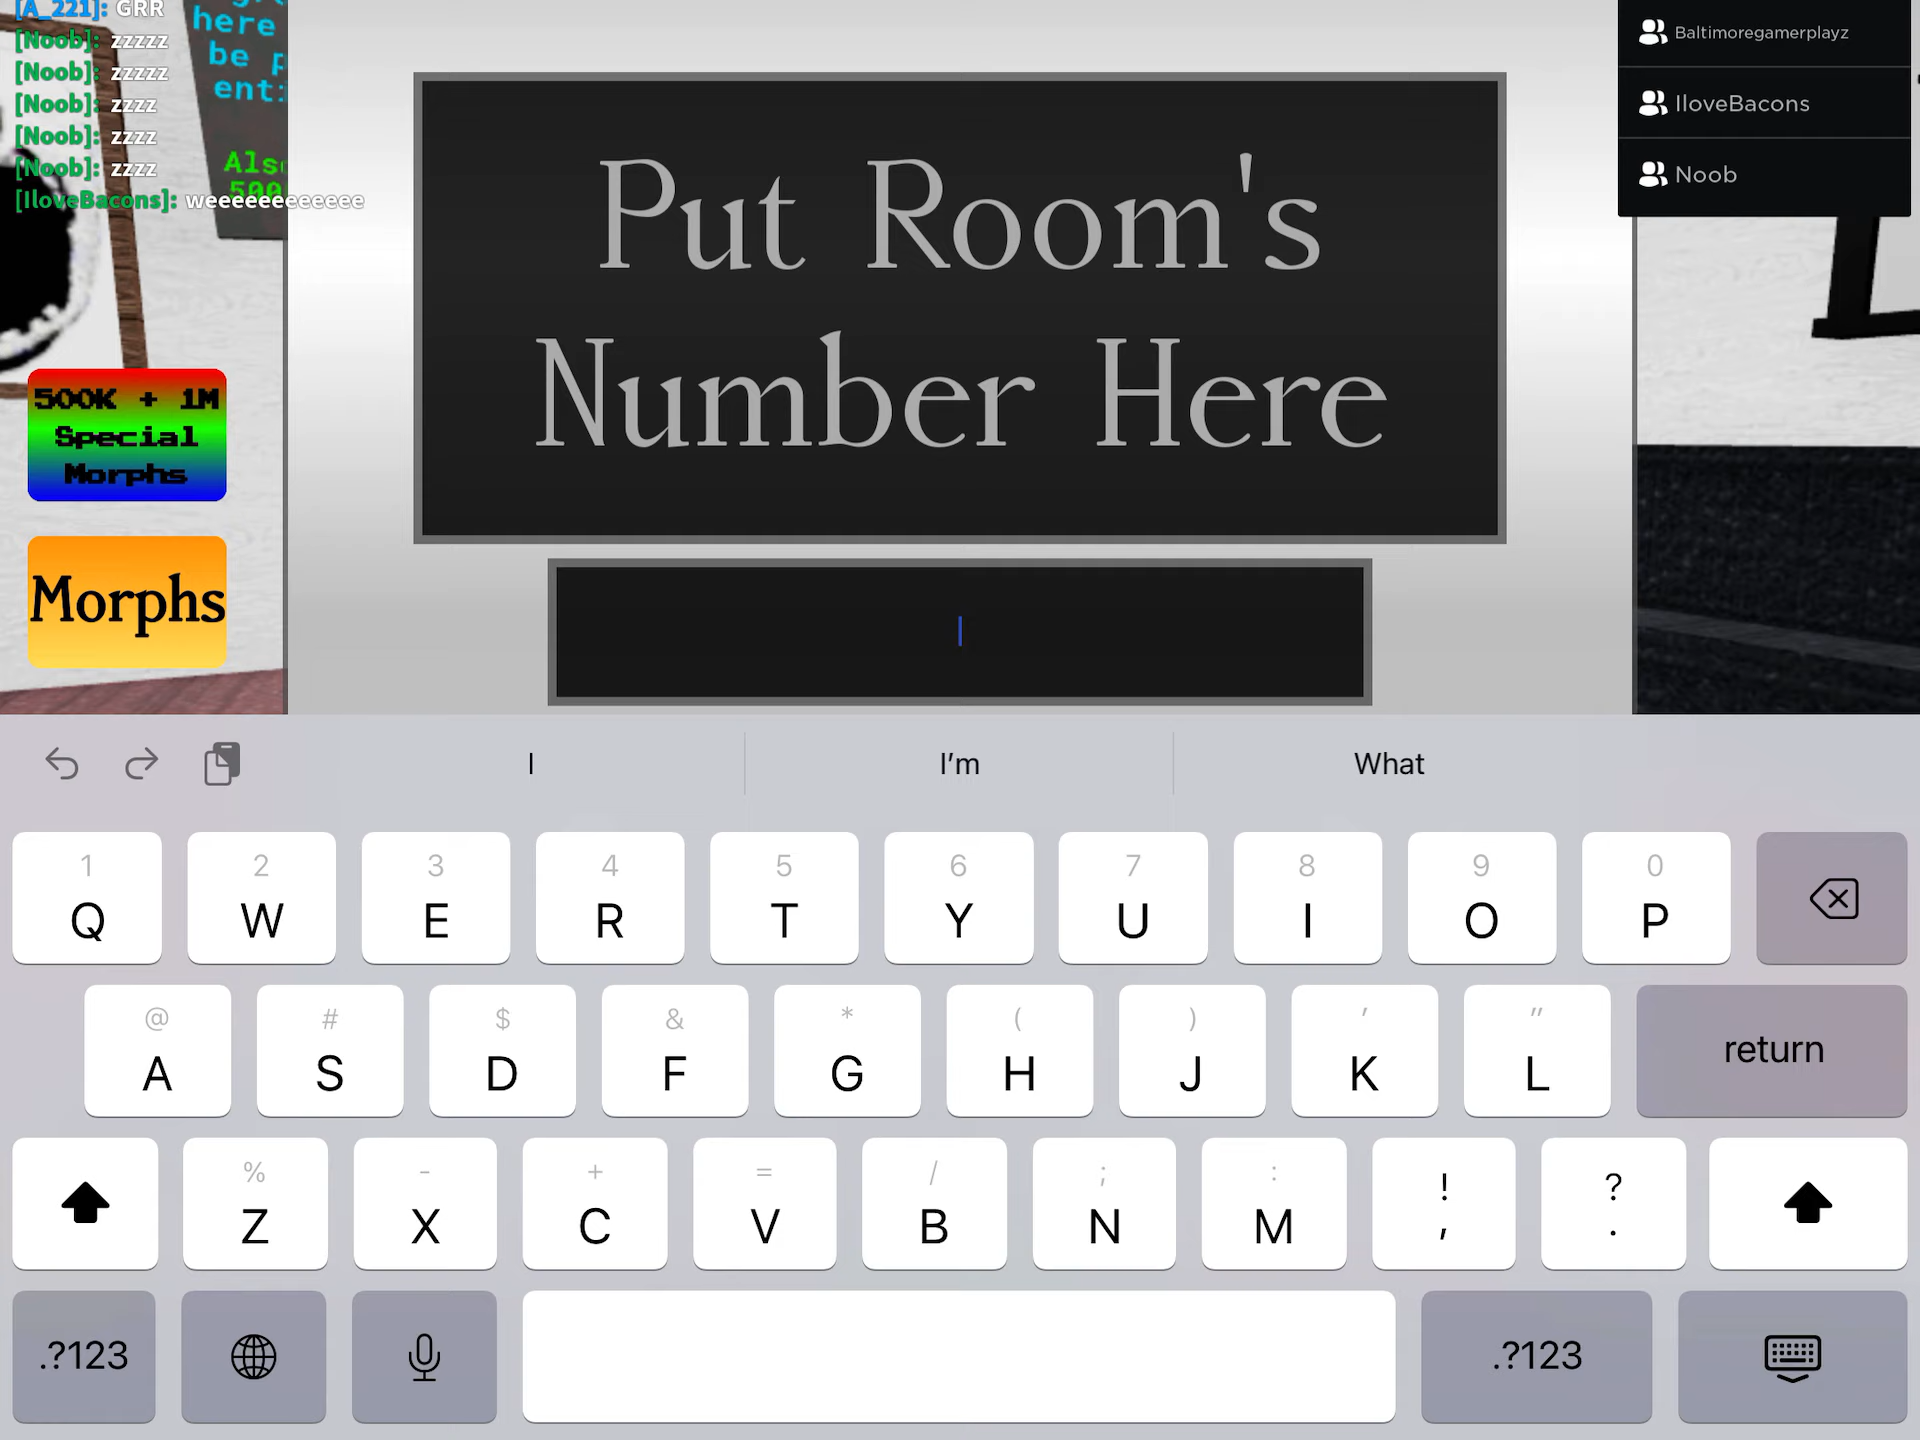 [A_221]: GRR
[Noob]: zzzzz
[Noob]: zzzzz
[Noob]: zzzz
[Noob]: zzzz
[Noob]: zzzz
[IloveBacons]: weeeeeeeeeeee
here
be
Also
500
Put Room's
Number Here
Baltimoregamerplayz
IloveBacons
Noob
500K + 1M
Special
Morphs
Morphs
I
I'm
What
1 2 3 4 5 6 7 8 9 0
Q W E R T Y U I O P
@ # $ & * ( ) ' "
A S D F G H J K L return
% - + = / ; : ! ?
Z X C V B N M , .
.?123 .?123